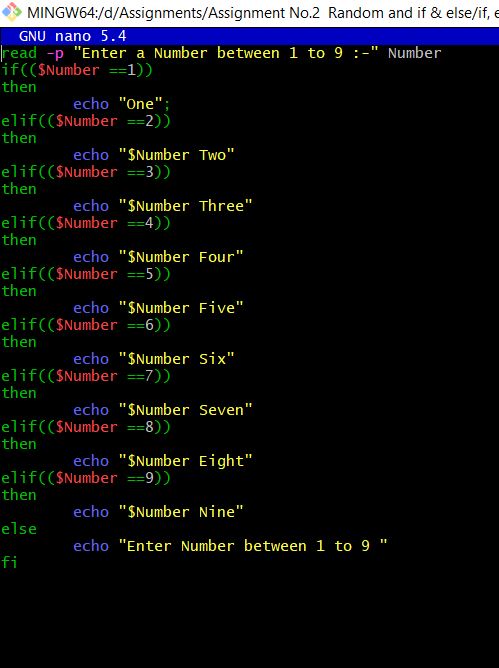 MINGW64:/d/Assignments/Assignment No.2  Random and if & else/if, e
GNU nano 5.4
read -p "Enter a Number between 1 to 9 :-" Number
if(($Number ==1))
then
        echo "One";
elif(($Number ==2))
then
        echo "$Number Two"
elif(($Number ==3))
then
        echo "$Number Three"
elif(($Number ==4))
then
        echo "$Number Four"
elif(($Number ==5))
then
        echo "$Number Five"
elif(($Number ==6))
then
        echo "$Number Six"
elif(($Number ==7))
then
        echo "$Number Seven"
elif(($Number ==8))
then
        echo "$Number Eight"
elif(($Number ==9))
then
        echo "$Number Nine"
else
        echo "Enter Number between 1 to 9 "
fi